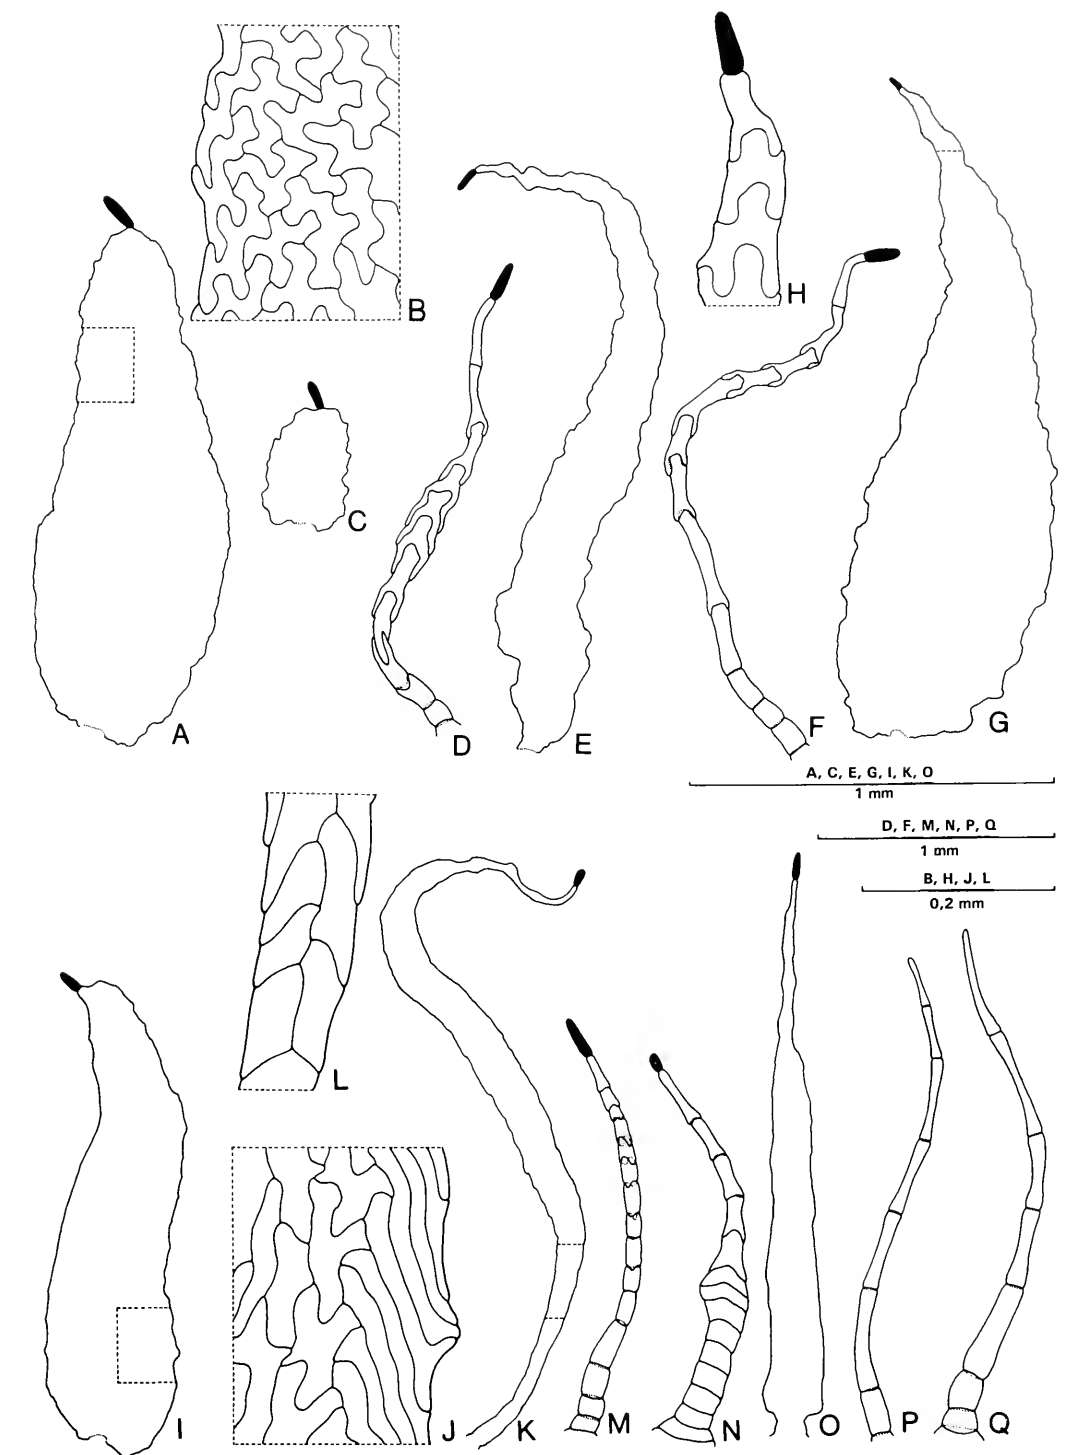 B
H
C
A
D
E
F
G
A, C, E, G, I, K, O
1 mm
D, F, M, N, P, Q
1 mm
B, H, J, L
0,2 mm
L
I
J
K
M
N
O
P
Q